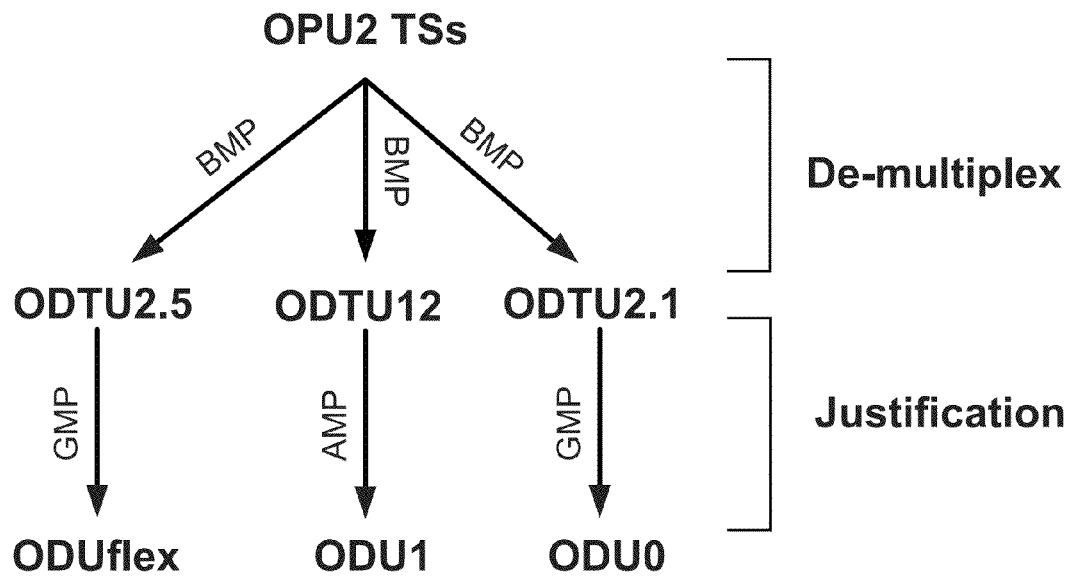 OPU2 TSs
BMP
BMP
BMP
De-multiplex
ODTU2.5
ODTU12
ODTU2.1
GMP
AMP
GMP
Justification
ODUflex
ODU1
ODU0